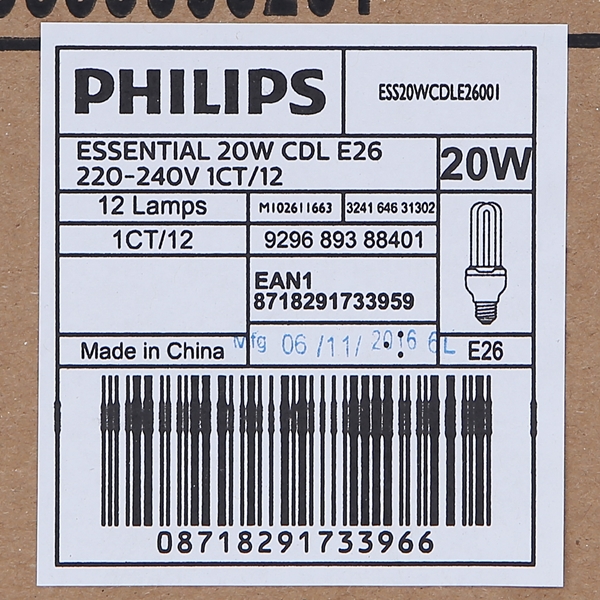 PHILIPS
ESS20WCDLE26001
ESSENTIAL 20W CDL E26
220-240V 1CT/12
20W
12 Lamps
M102611663
3241 646 31302
1CT/12
9296 893 88401
EAN1
8718291733959
Made in China
Mfg 06/11/2016 6L
E26
08718291733966